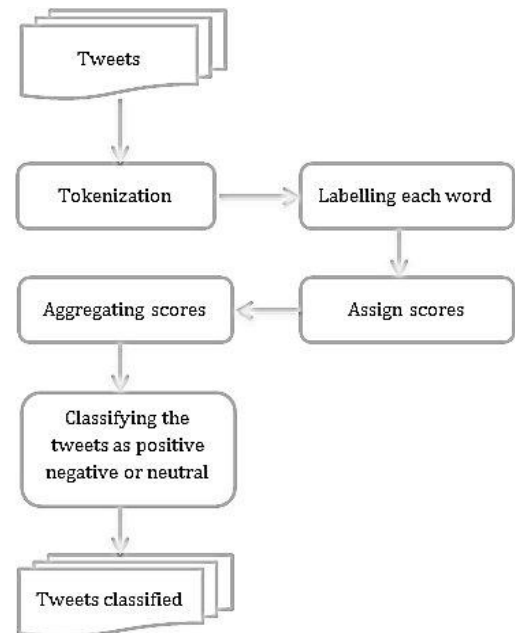 Tweets
Tokenization
Labelling each word
Assign scores
Aggregating scores
Classifying the
tweets as positive
negative or neutral
Tweets classified